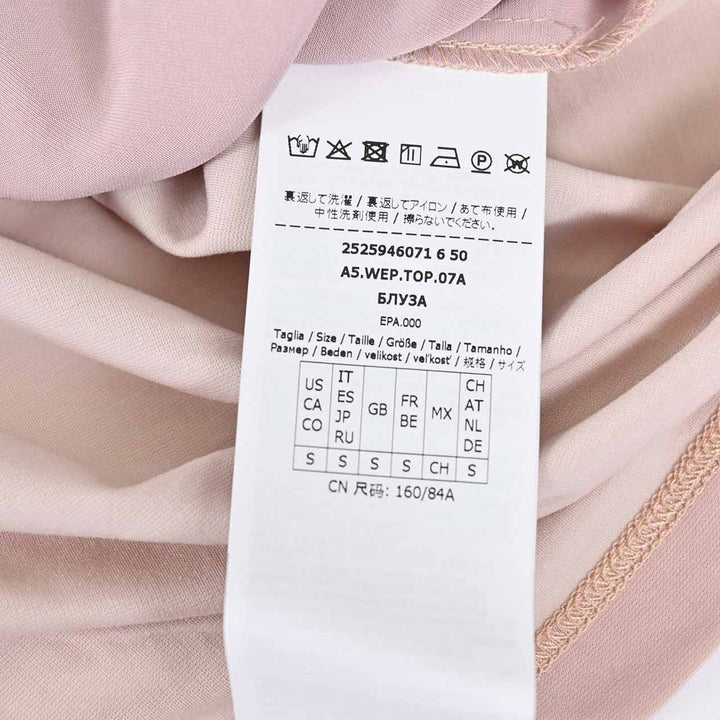 裏返して洗濯 / 裏返してアイロン / あて布使用 /
中性洗剤使用 / 擦らないでください。
2525946071 6 50
A5.WEP.TOP.07A
БЛУЗА
EPA.000
Taglia / Size / Taille / Größe / Talla / Tamanho /
Размер / Beden / velikost / veľkosť / 规格 / サイズ
US CA CO | IT ES JP RU | GB | FR BE | MX | CH AT NL DE
S | S | S | S | CH | S
CN 尺码: 160/84A